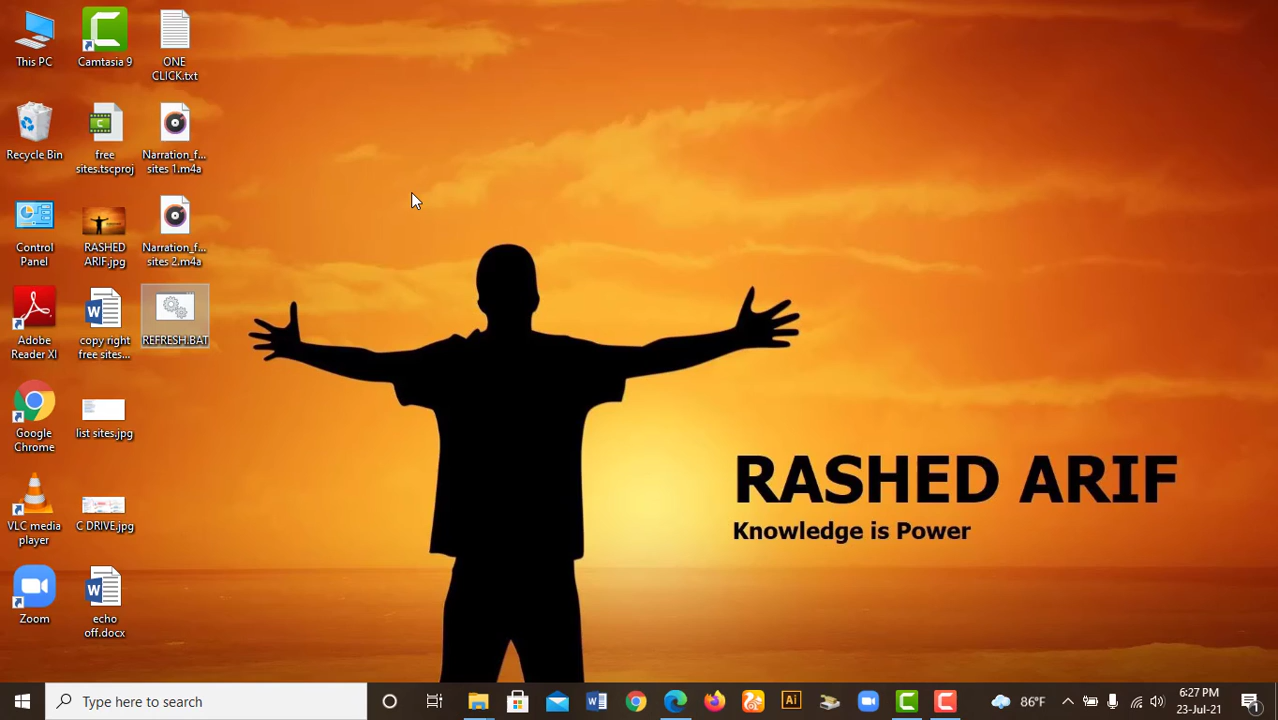 This PC
Camtasia 9
ONE
CLICK.txt
Recycle Bin
free
sites.tscproj
Narration_f...
sites 1.m4a
Control
Panel
RASHED
ARIF.jpg
Narration_f...
sites 2.m4a
Adobe
Reader XI
copy right
free sites...
REFRESH.BAT
Google
Chrome
list sites.jpg
VLC media
player
C DRIVE.jpg
Zoom
echo
off.docx
RASHED ARIF
Knowledge is Power
Type here to search
86°F
6:27 PM
23-Jul-21
1